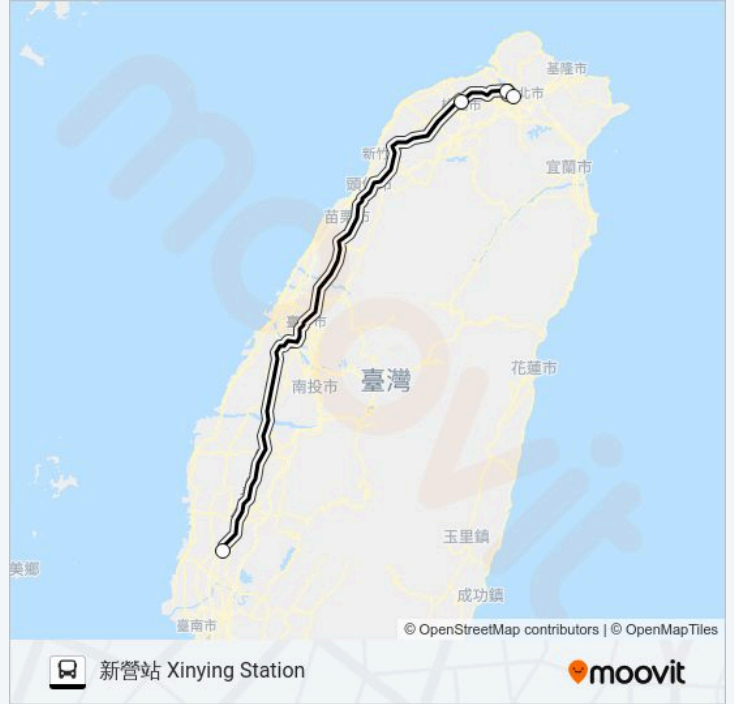 基隆市
北市
新竹
宜蘭市
苗栗市
花蓮市
臺灣
南投市
玉里鎮
美鄉
成功鎮
臺南市
© OpenStreetMap contributors | © OpenMapTiles
新營站 Xinying Station
moovit